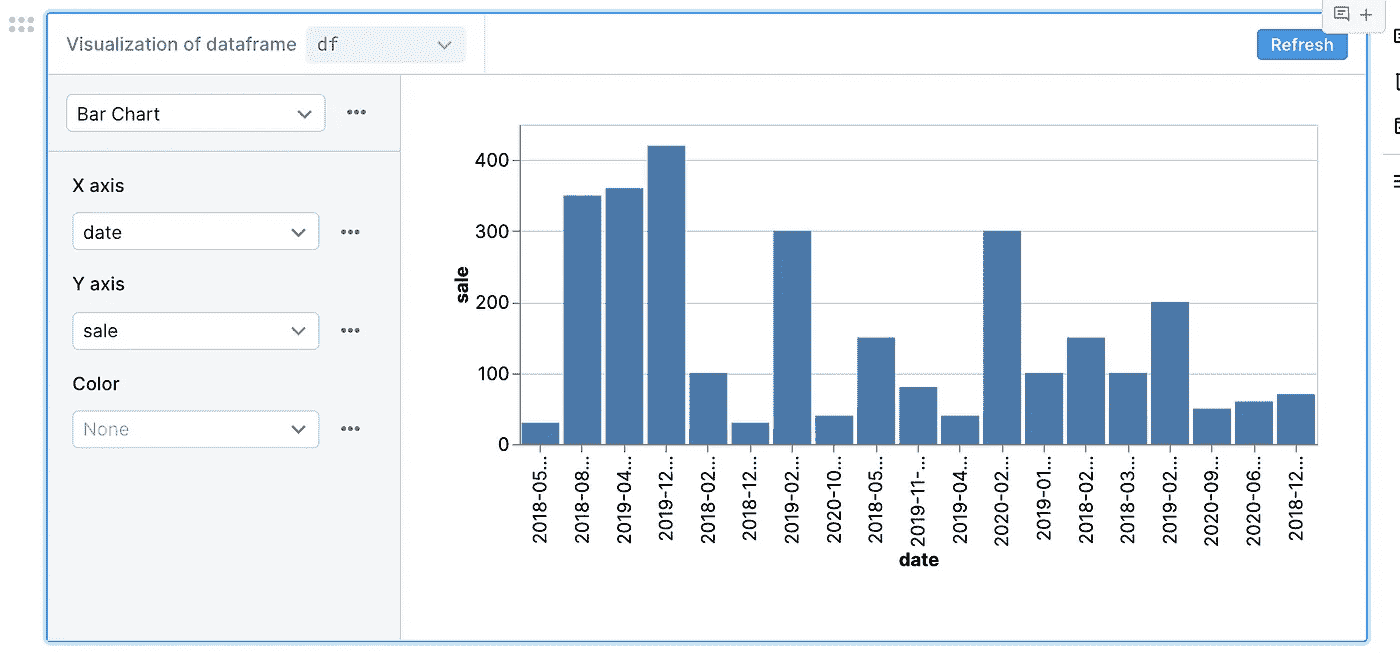 Visualization of dataframe df
Refresh
Bar Chart
X axis
date
Y axis
sale
Color
None
sale
400
300
200
100
0
2018-05...
2018-08...
2019-04...
2019-12...
2018-02...
2018-12...
2019-02...
2020-10...
2018-05...
2019-11-...
2019-04...
2020-02...
2019-01...
2018-02...
2018-03...
2019-02...
2020-09...
2020-06...
2018-12...
date